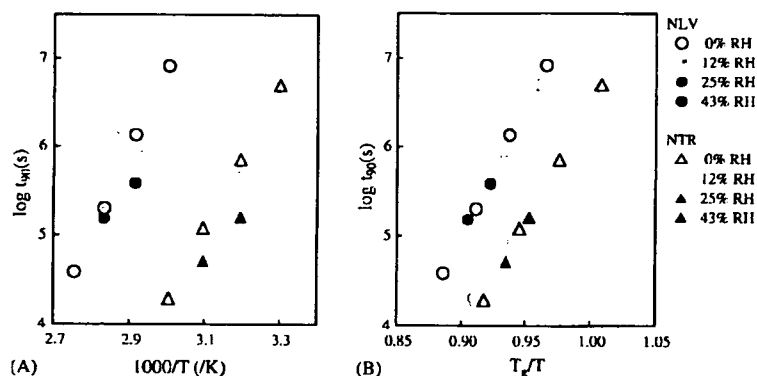 NLV
0% RH
12% RH
25% RH
43% RH
NTR
0% RH
12% RH
25% RH
43% RH
log t90(s)
7
6
5
4
2.7
2.9
3.1
3.3
(A)
1000/T (/K)
log t90(s)
7
6
5
4
0.85
0.90
0.95
1.00
1.05
(B)
Tg/T